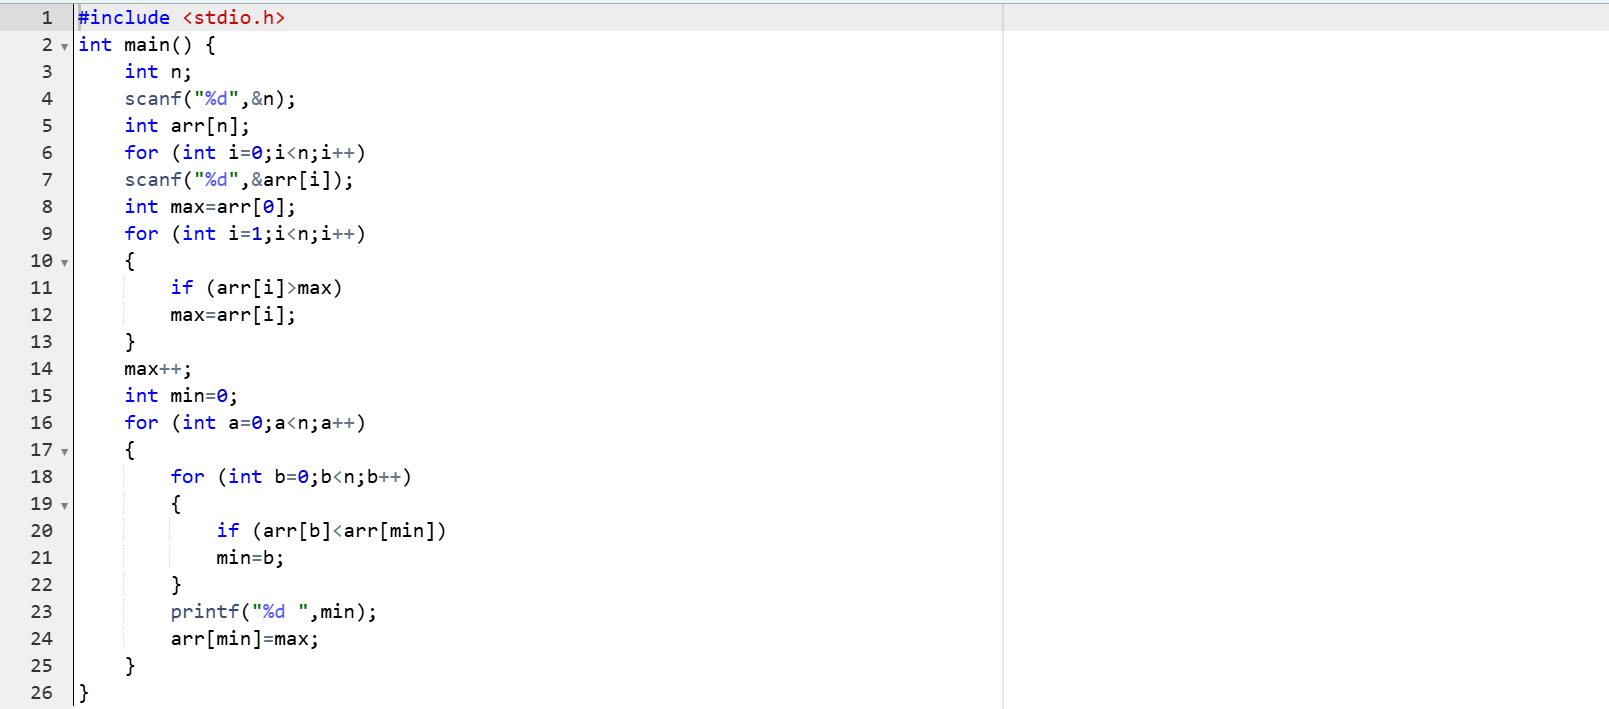 1 #include <stdio.h>
2 int main() {
3 int n;
4 scanf("%d",&n);
5 int arr[n];
6 for (int i=0;i<n;i++)
7 scanf("%d",&arr[i]);
8 int max=arr[0];
9 for (int i=1;i<n;i++)
10 {
11 if (arr[i]>max)
12 max=arr[i];
13 }
14 max++;
15 int min=0;
16 for (int a=0;a<n;a++)
17 {
18 for (int b=0;b<n;b++)
19 {
20 if (arr[b]<arr[min])
21 min=b;
22 }
23 printf("%d ",min);
24 arr[min]=max;
25 }
26 }